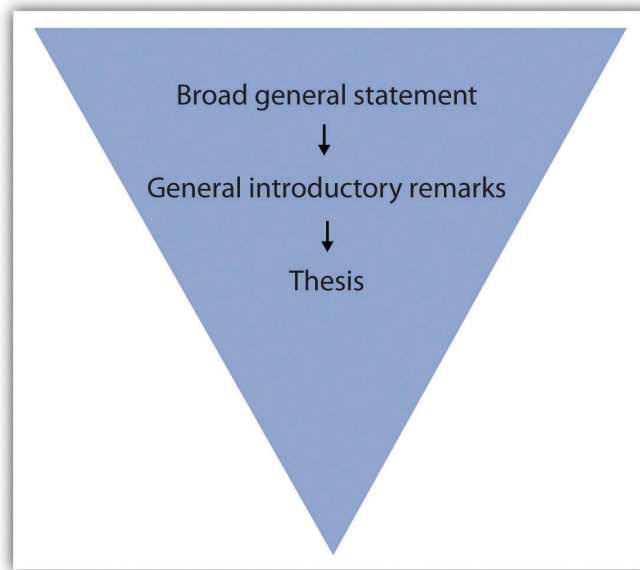 Broad general statement
General introductory remarks
Thesis